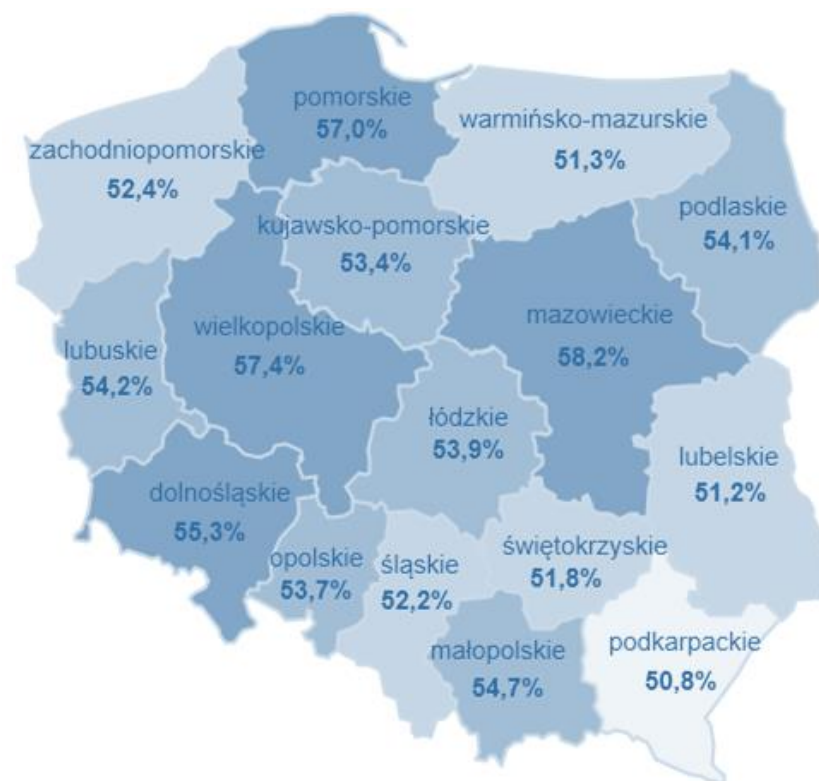 pomorskie
57,0%
warmińsko-mazurskie
51,3%
zachodniopomorskie
52,4%
podlaskie
54,1%
kujawsko-pomorskie
53,4%
mazowieckie
58,2%
wielkopolskie
57,4%
lubuskie
54,2%
łódzkie
53,9%
lubelskie
51,2%
dolnośląskie
55,3%
świętokrzyskie
51,8%
opolskie
53,7%
śląskie
52,2%
podkarpackie
50,8%
małopolskie
54,7%